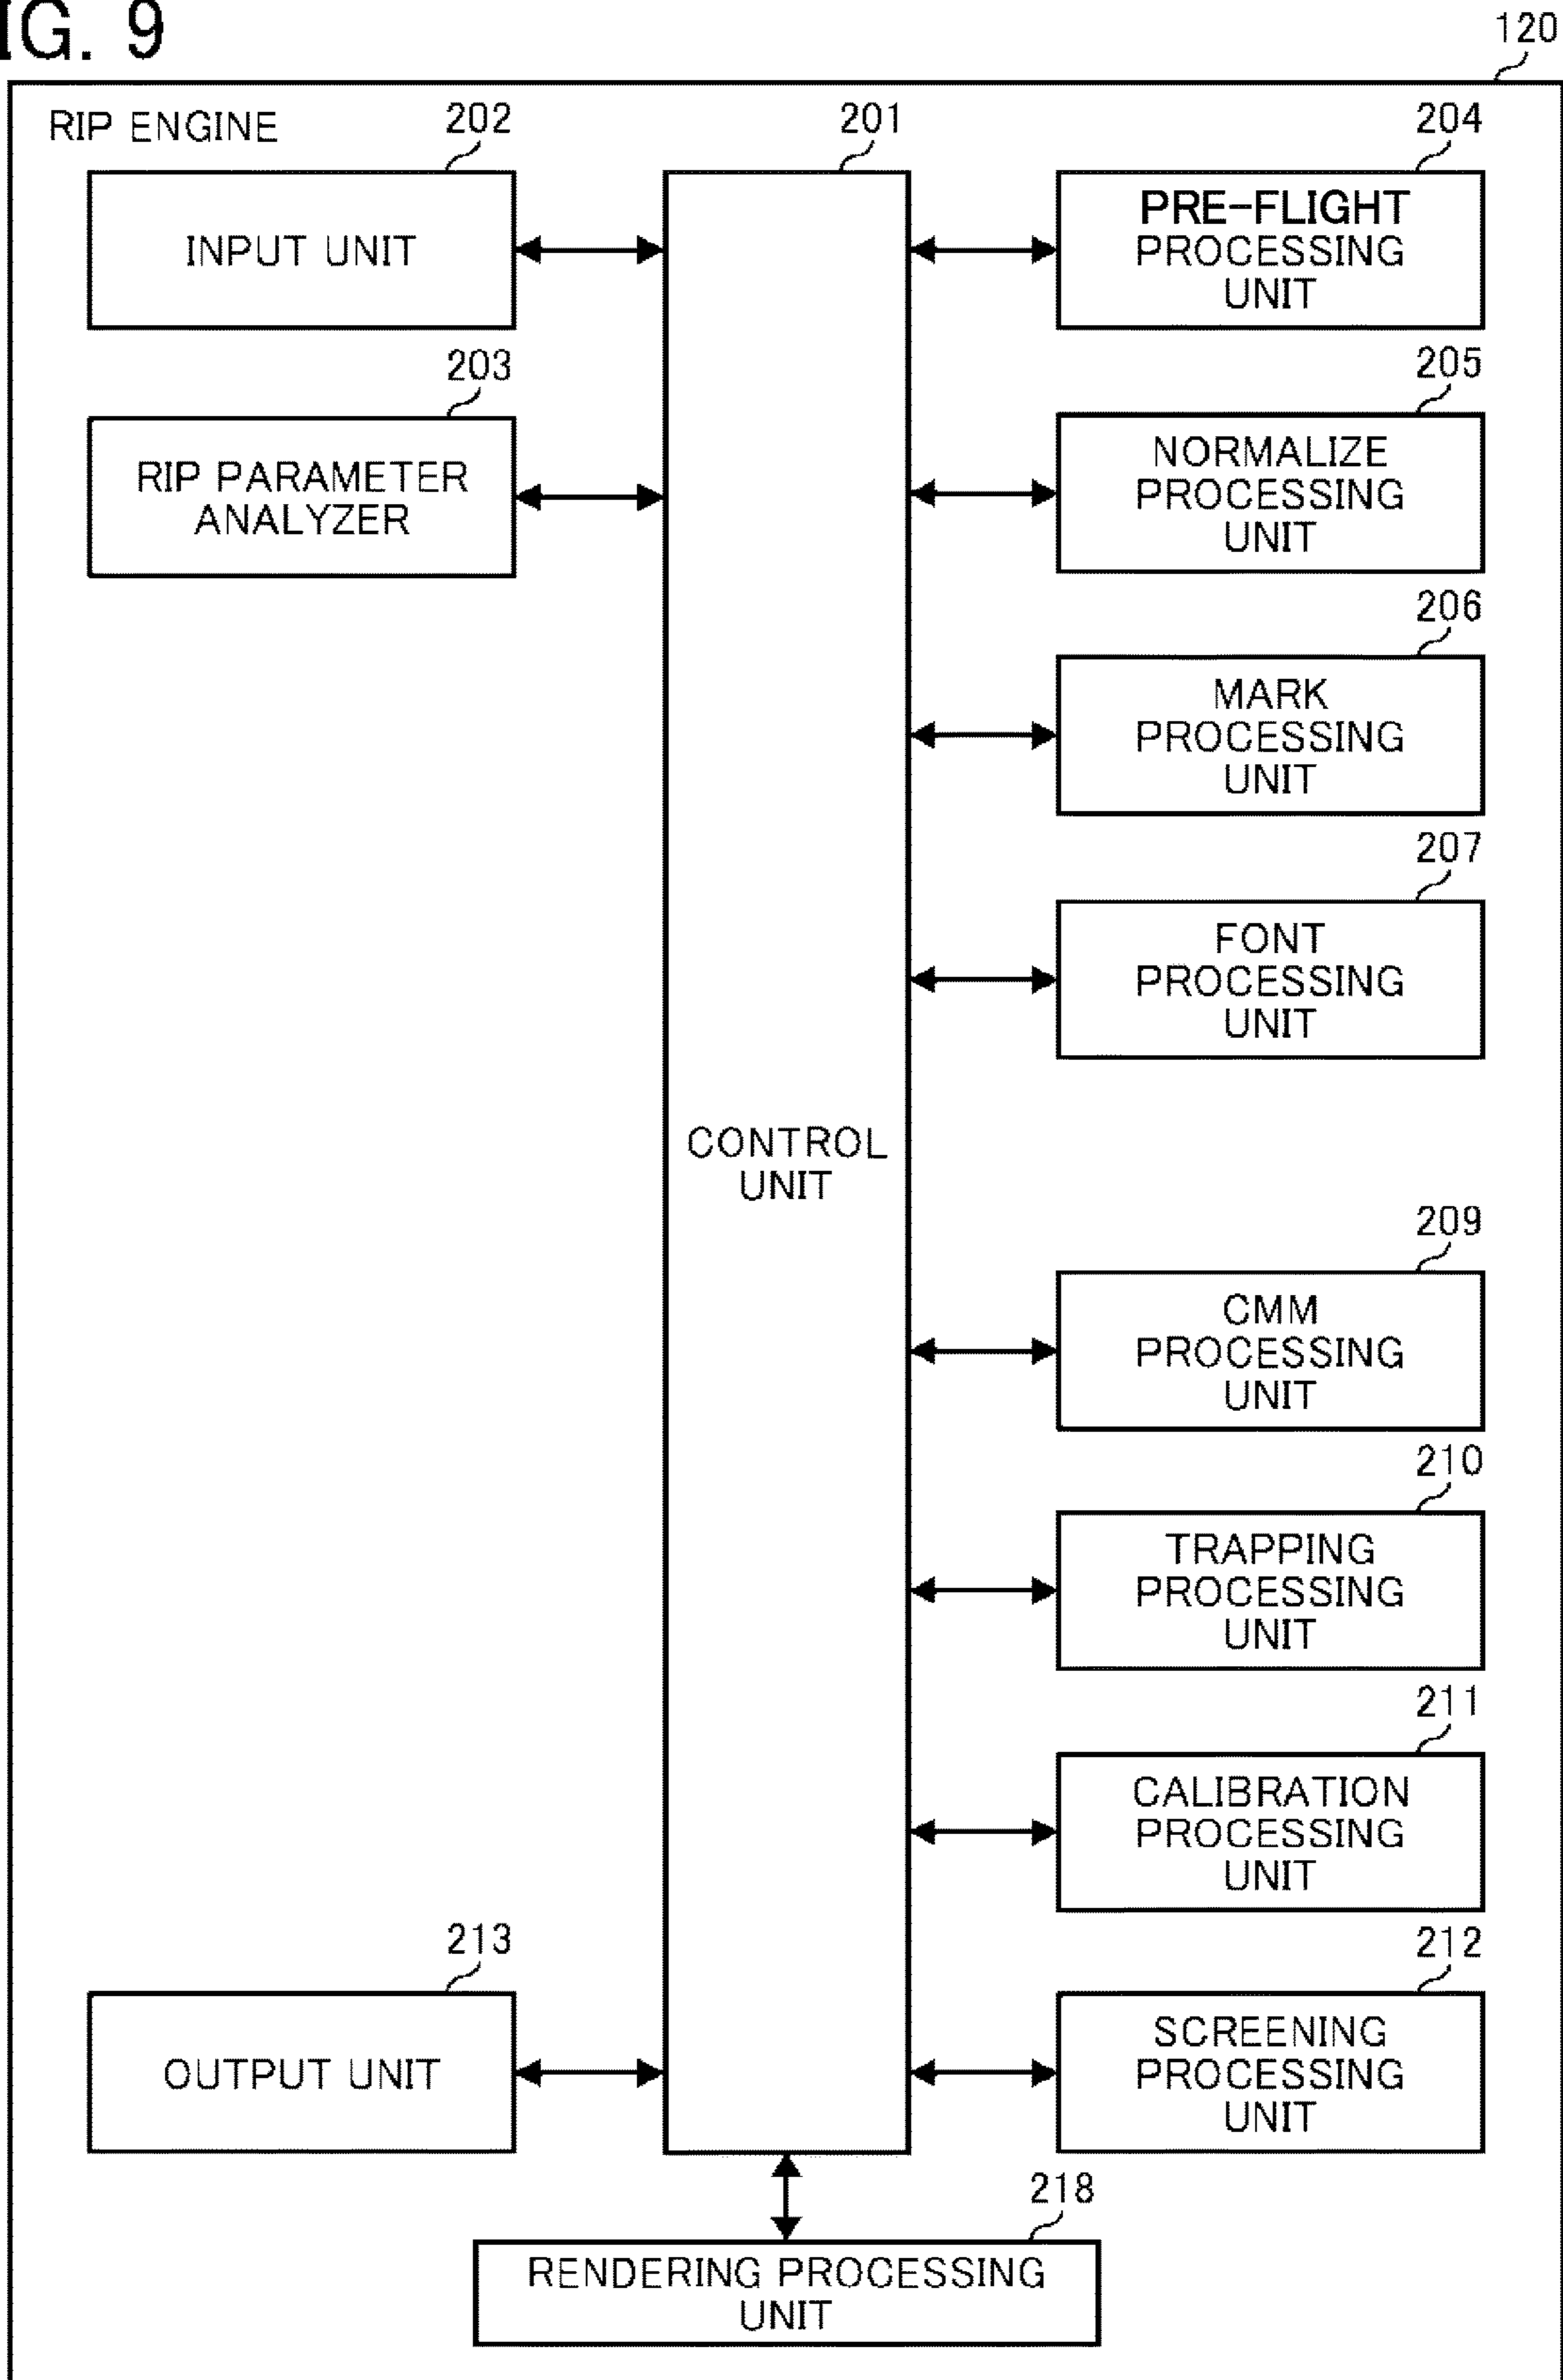 IG. 9
120
RIP ENGINE
202
201
204
INPUT UNIT
PRE-FLIGHT
PROCESSING
UNIT
203
205
RIP PARAMETER
ANALYZER
NORMALIZE
PROCESSING
UNIT
206
MARK
PROCESSING
UNIT
207
FONT
PROCESSING
UNIT
CONTROL
UNIT
209
CMM
PROCESSING
UNIT
210
TRAPPING
PROCESSING
UNIT
211
CALIBRATION
PROCESSING
UNIT
213
212
OUTPUT UNIT
SCREENING
PROCESSING
UNIT
218
RENDERING PROCESSING
UNIT